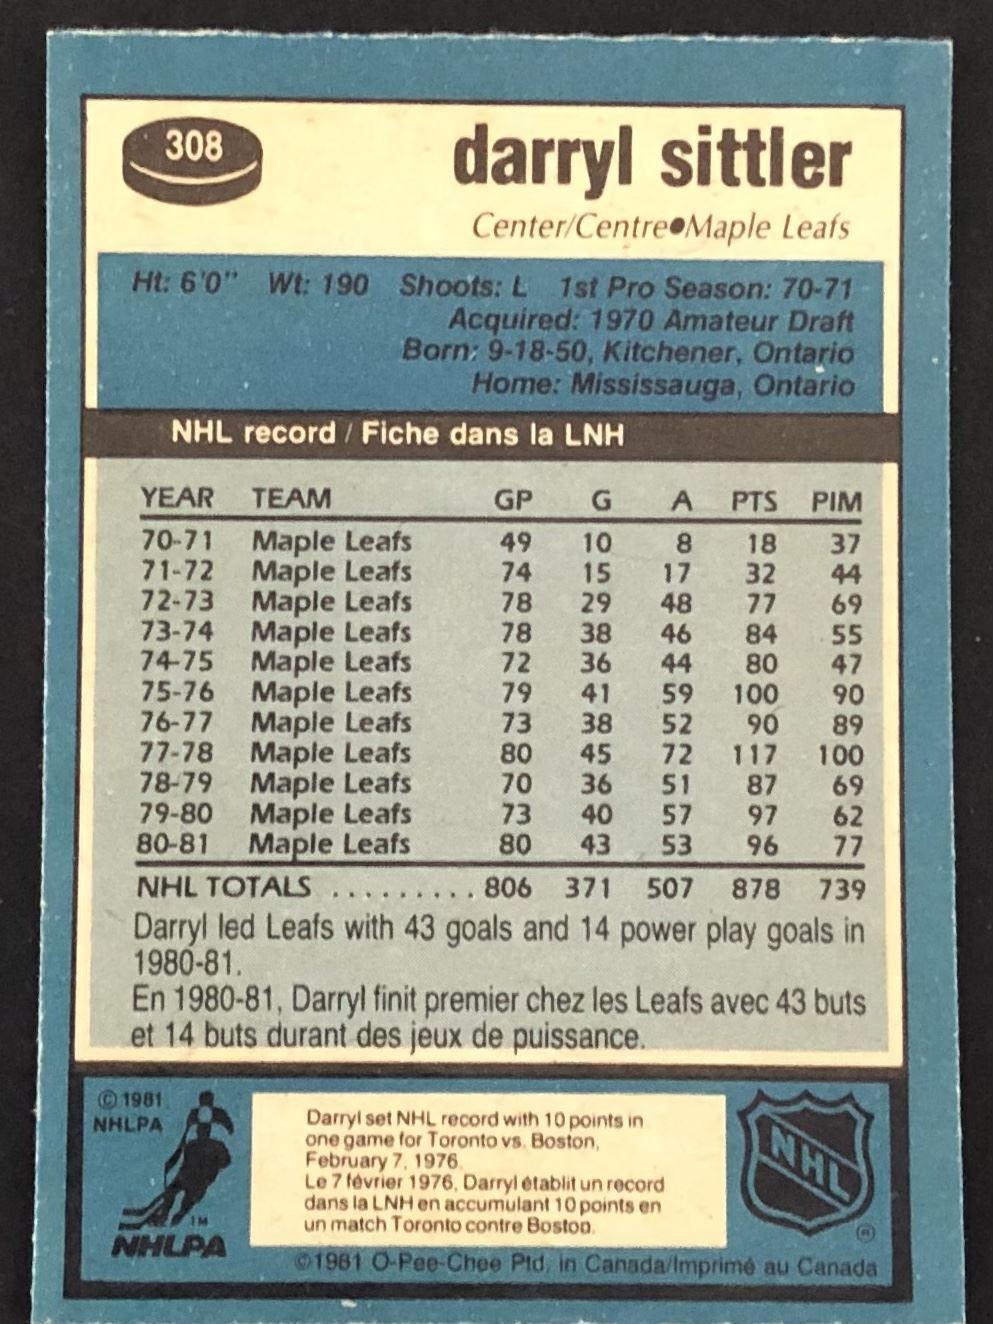 308
darryl sittler
Center/Centre●Maple Leafs
Ht: 6'0" Wt: 190 Shoots: L 1st Pro Season: 70-71
Acquired: 1970 Amateur Draft
Born: 9-18-50, Kitchener, Ontario
Home: Mississauga, Ontario
NHL record / Fiche dans la LNH
YEAR TEAM GP G A PTS PIM
70-71 Maple Leafs 49 10 8 18 37
71-72 Maple Leafs 74 15 17 32 44
72-73 Maple Leafs 78 29 48 77 69
73-74 Maple Leafs 78 38 46 84 55
74-75 Maple Leafs 72 36 44 80 47
75-76 Maple Leafs 79 41 59 100 90
76-77 Maple Leafs 73 38 52 90 89
77-78 Maple Leafs 80 45 72 117 100
78-79 Maple Leafs 70 36 51 87 69
79-80 Maple Leafs 73 40 57 97 62
80-81 Maple Leafs 80 43 53 96 77
NHL TOTALS ......... 806 371 507 878 739
Darryl led Leafs with 43 goals and 14 power play goals in
1980-81.
En 1980-81, Darryl finit premier chez les Leafs avec 43 buts
et 14 buts durant des jeux de puissance.
© 1981
NHLPA
TM
NHLPA
Darryl set NHL record with 10 points in
one game for Toronto vs. Boston,
February 7, 1976.
Le 7 février 1976, Darryl établit un record
dans la LNH en accumulant 10 points en
un match Toronto contre Boston.
NHL
®
©1981 O-Pee-Chee Ptd. in Canada/Imprimé au Canada